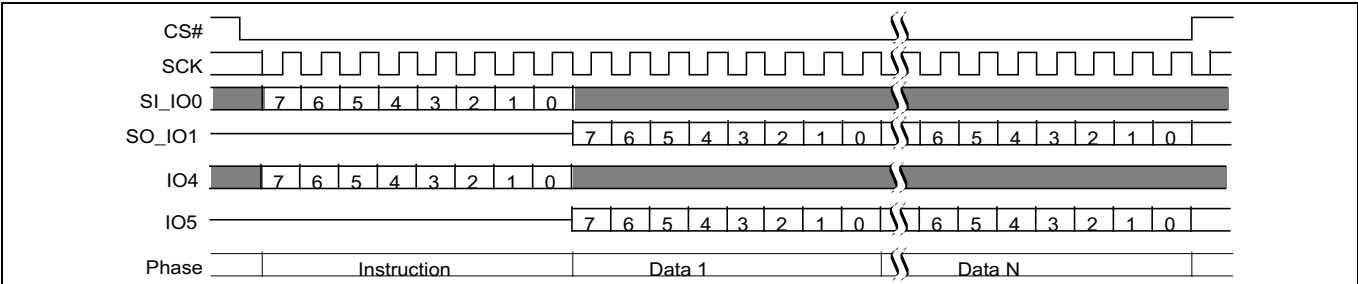 CS#
SCK
SI_IO0 7 6 5 4 3 2 1 0
SO_IO1 7 6 5 4 3 2 1 0 6 5 4 3 2 1 0
IO4 7 6 5 4 3 2 1 0
IO5 7 6 5 4 3 2 1 0 6 5 4 3 2 1 0
Phase Instruction Data 1 Data N